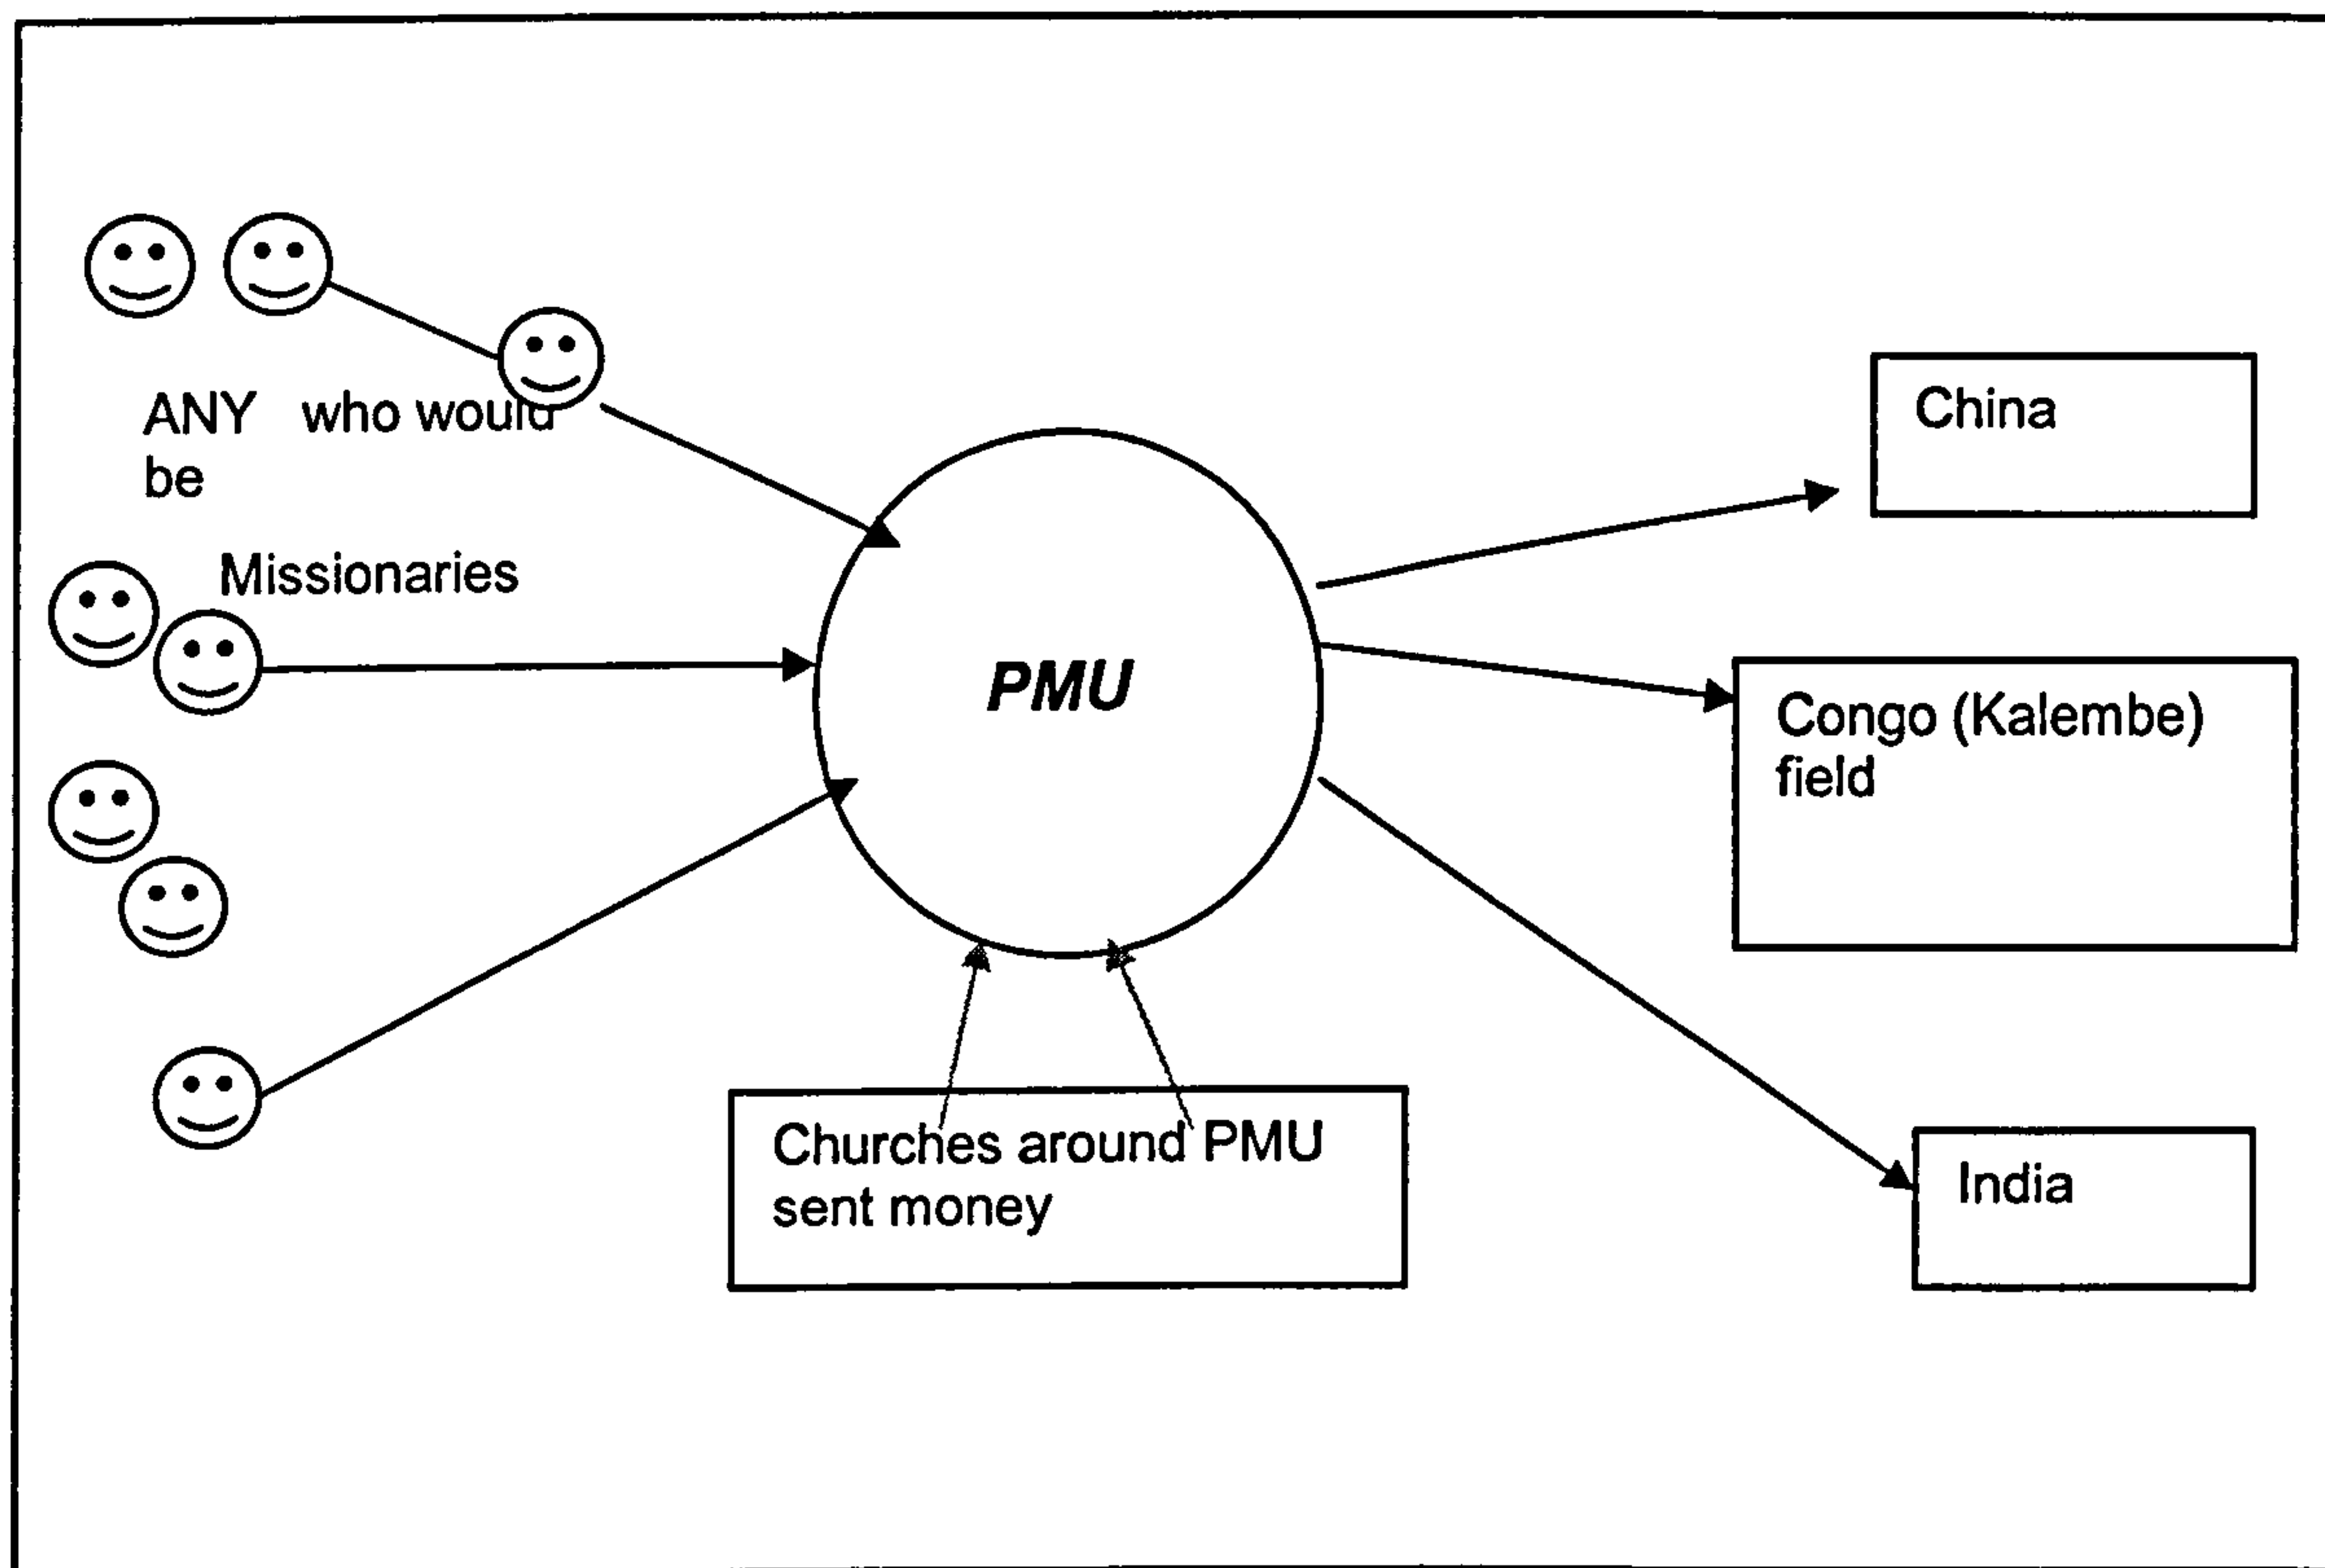 ANY who would
be
Missionaries
PMU
China
Congo (Kalembe)
field
Churches around PMU
sent money
India